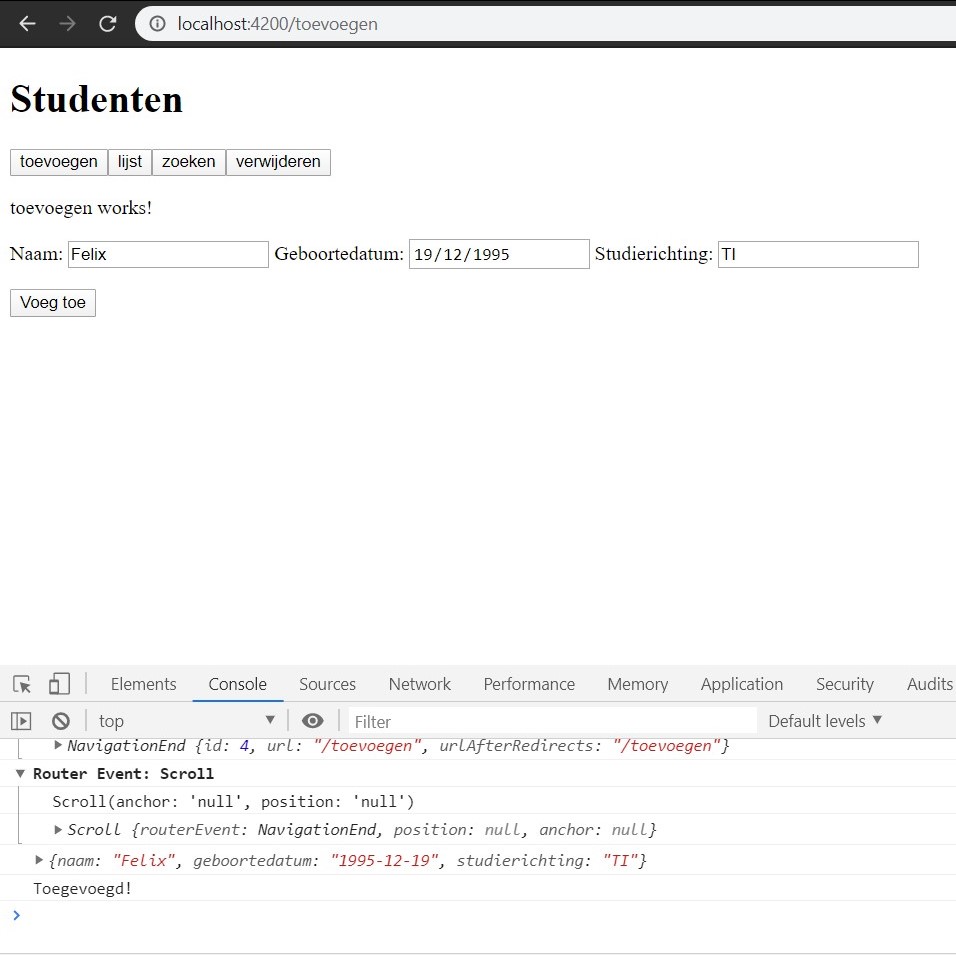 localhost:4200/toevoegen
Studenten
toevoegen lijst zoeken verwijderen
toevoegen works!
Naam: Felix Geboortedatum: 19/12/1995 Studierichting: TI
Voeg toe
Elements Console Sources Network Performance Memory Application Security Audits
top Filter Default levels
NavigationEnd {id: 4, url: "/toevoegen", urlAfterRedirects: "/toevoegen"}
Router Event: Scroll
Scroll(anchor: 'null', position: 'null')
Scroll {routerEvent: NavigationEnd, position: null, anchor: null}
{naam: "Felix", geboortedatum: "1995-12-19", studierichting: "TI"}
Toegevoegd!